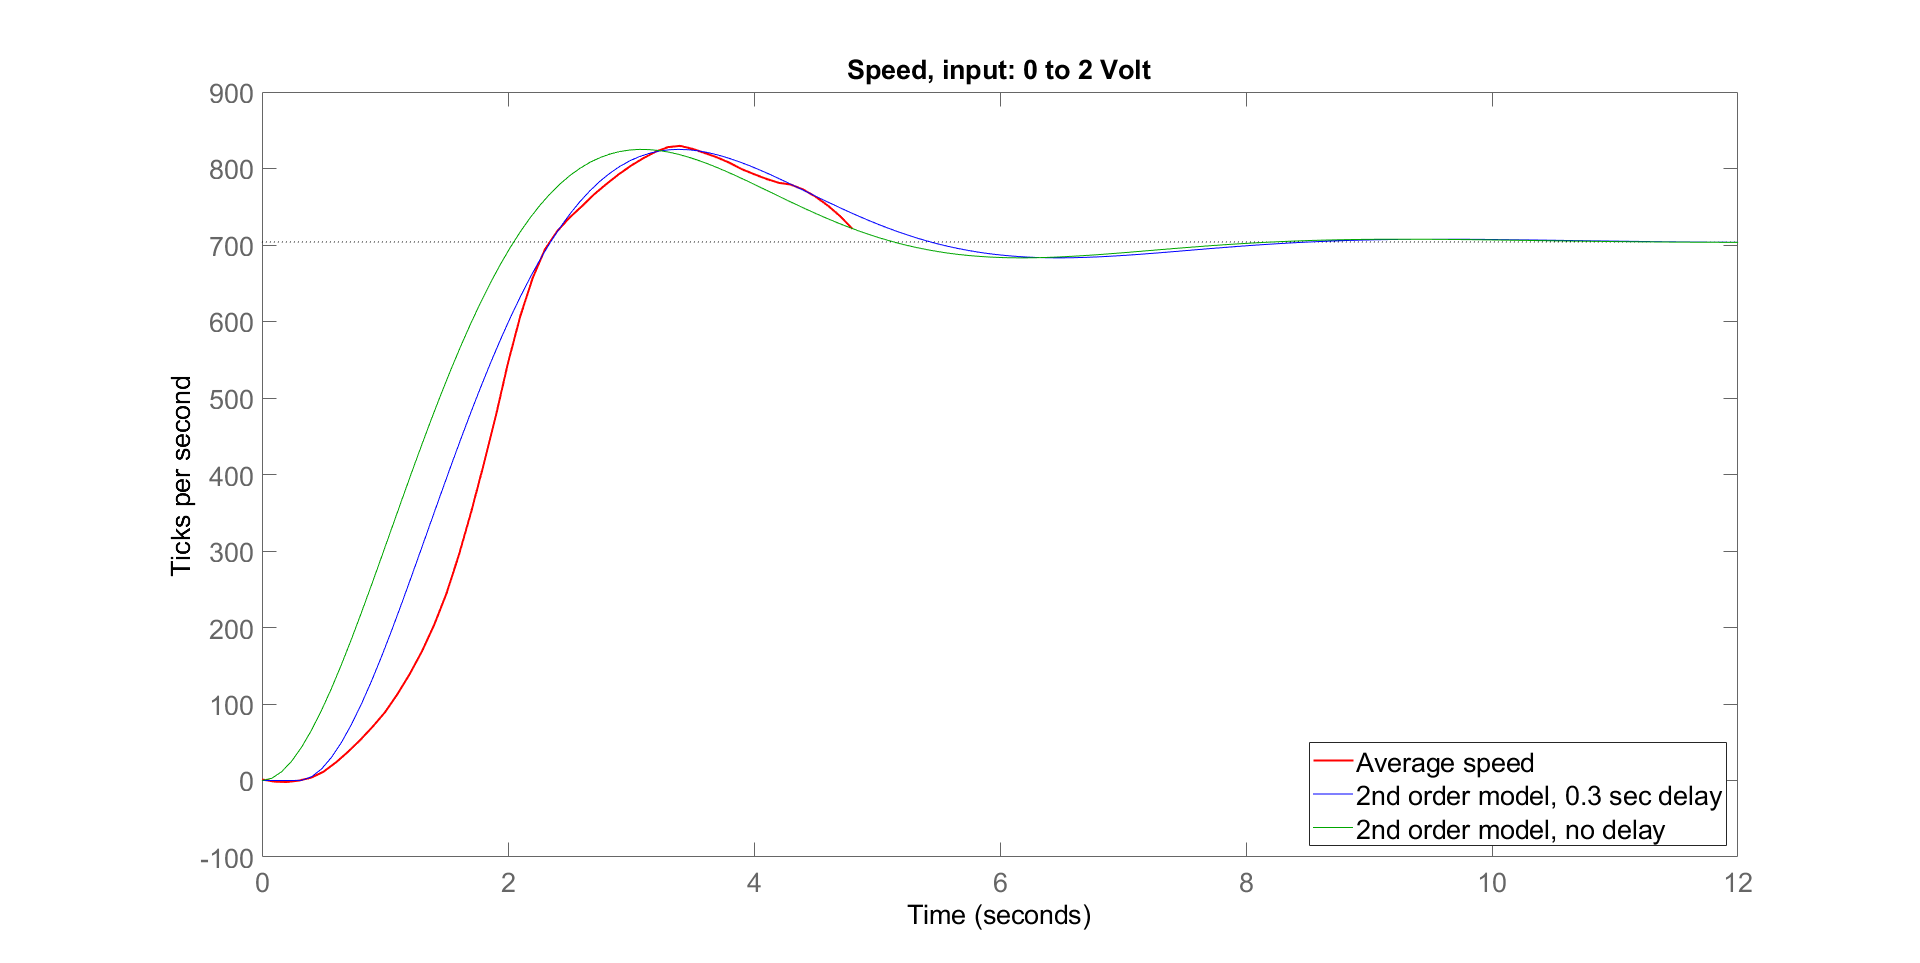 Speed, input: 0 to 2 Volt
900
800
700
600
500
400
300
200
100
0
-100
Ticks per second
0 2 4 6 8 10 12
Time (seconds)
Average speed
2nd order model, 0.3 sec delay
2nd order model, no delay